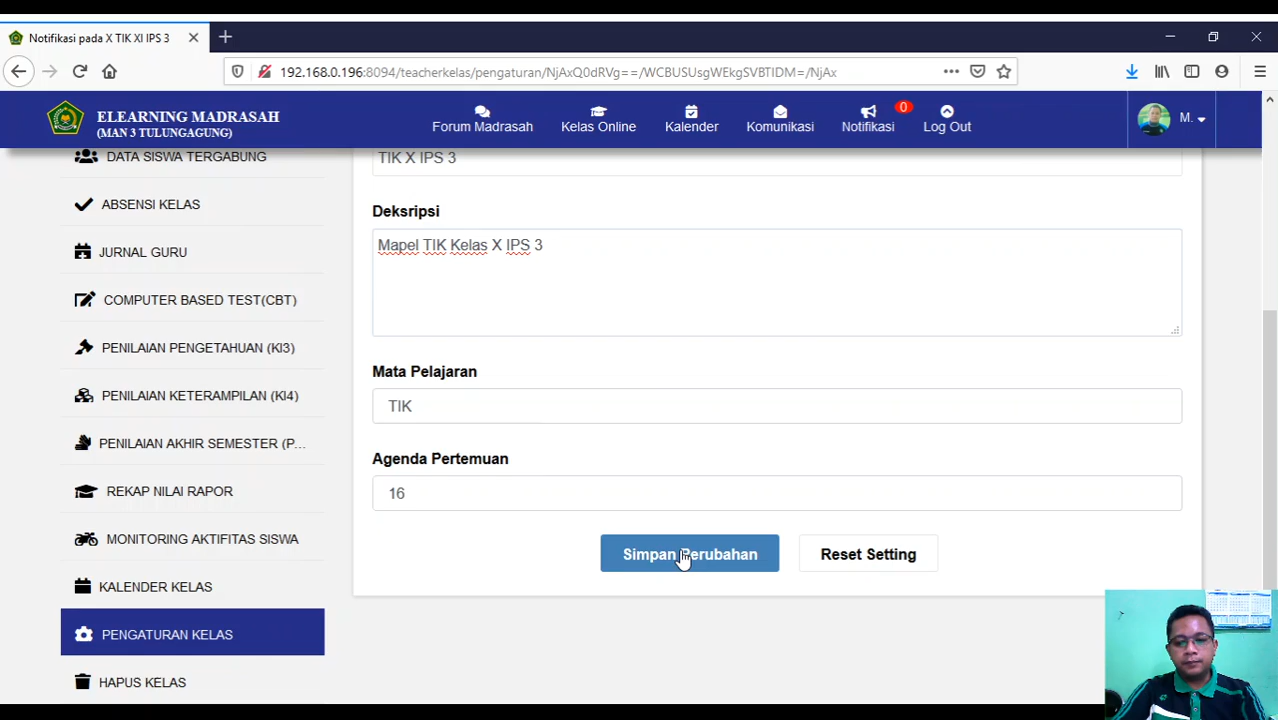 Notifikasi pada X TIK XI IPS 3
192.168.0.196:8094/teacherkelas/pengaturan/NjAxQ0dRVg==/WCBUSUsgWEkgSVBTIDM=/NjAx
ELEARNING MADRASAH
(MAN 3 TULUNGAGUNG)
Forum Madrasah
Kelas Online
Kalender
Komunikasi
Notifikasi
0
Log Out
M.
DATA SISWA TERGABUNG
ABSENSI KELAS
JURNAL GURU
COMPUTER BASED TEST(CBT)
PENILAIAN PENGETAHUAN (KI3)
PENILAIAN KETERAMPILAN (KI4)
PENILAIAN AKHIR SEMESTER (P...
REKAP NILAI RAPOR
MONITORING AKTIFITAS SISWA
KALENDER KELAS
PENGATURAN KELAS
HAPUS KELAS
TIK X IPS 3
Deksripsi
Mapel TIK Kelas X IPS 3
Mata Pelajaran
TIK
Agenda Pertemuan
16
Simpan Perubahan
Reset Setting